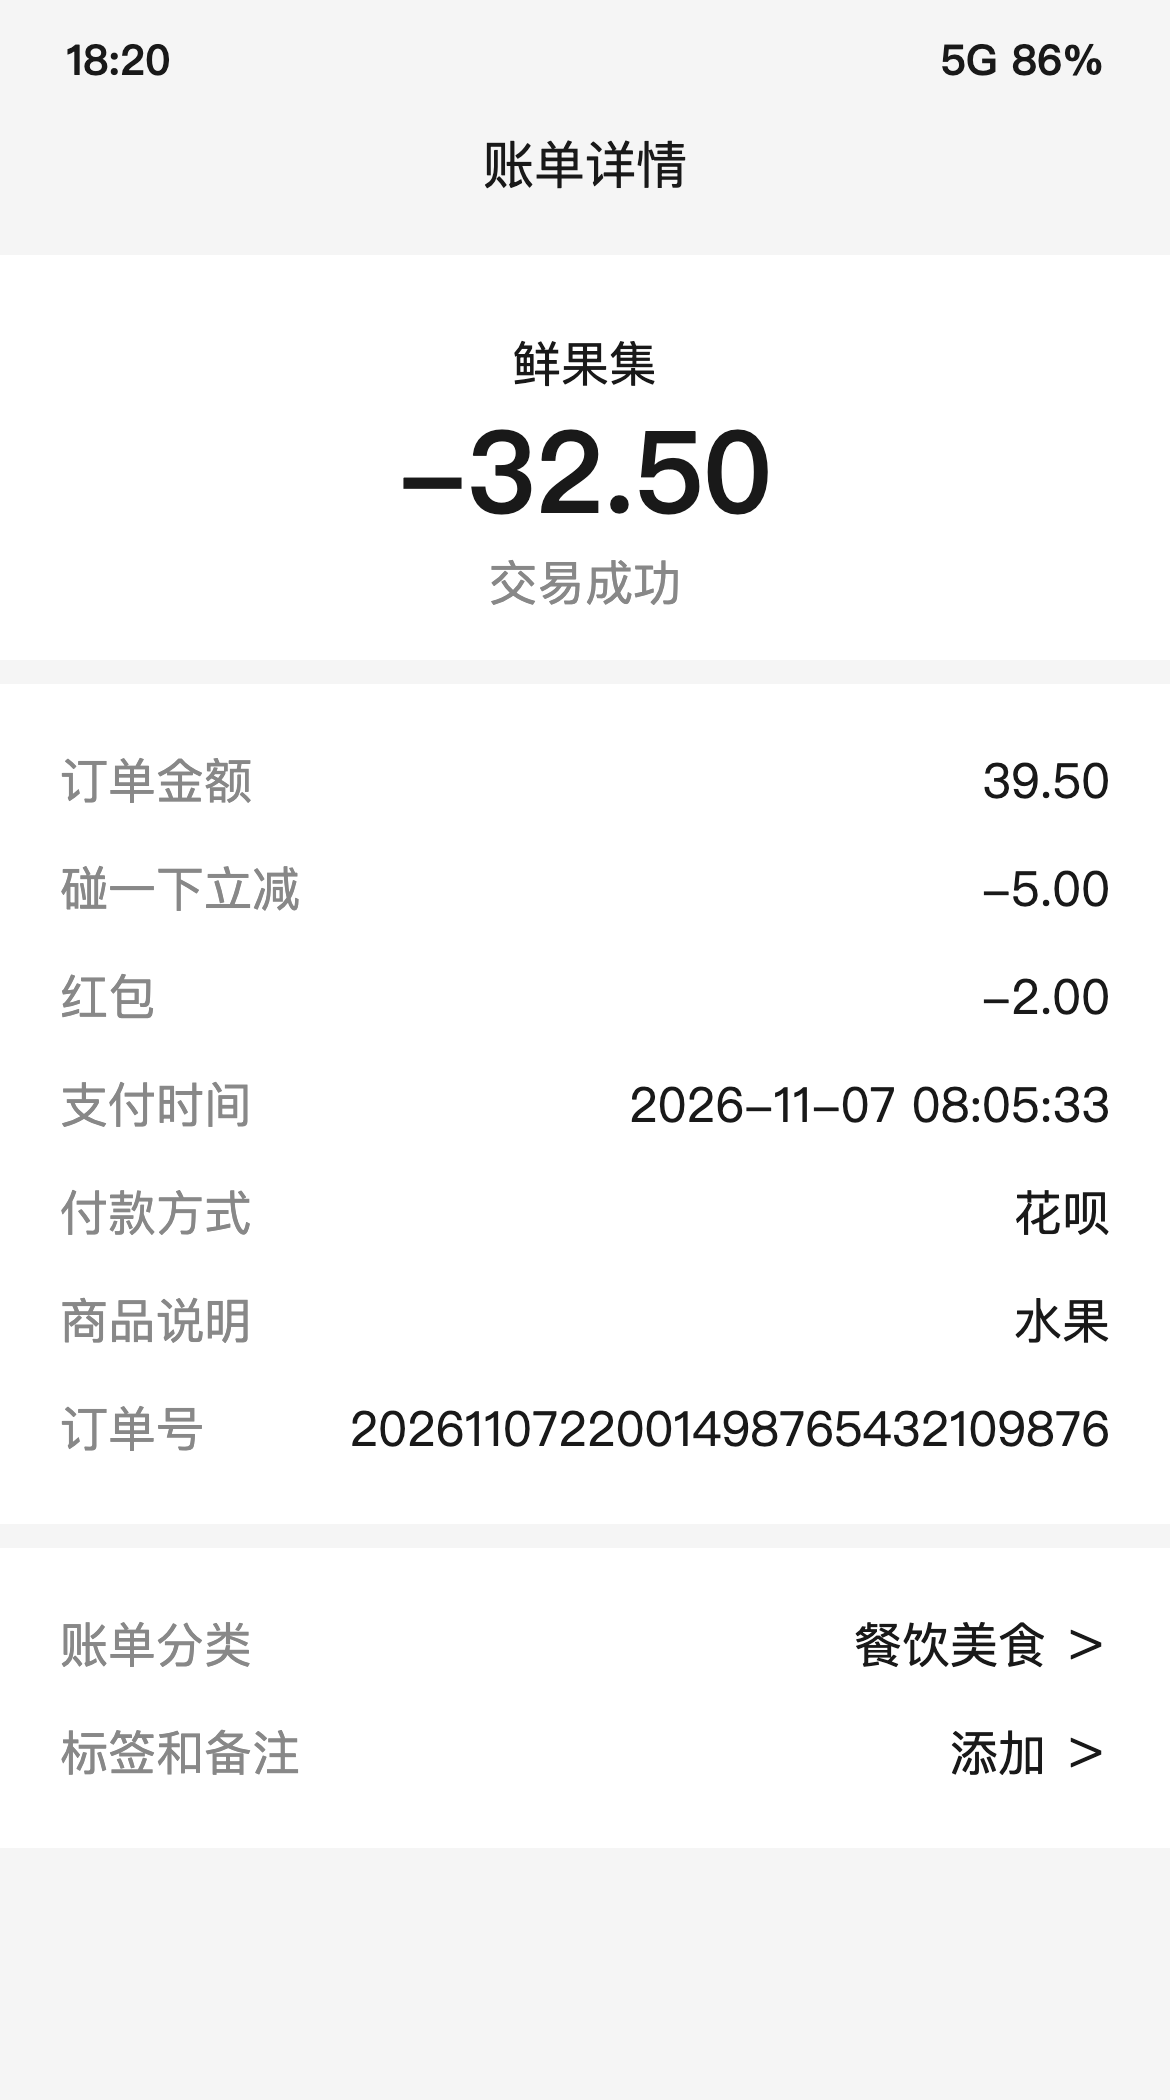 18:20 5G 86%
账单详情
鲜果集
-32.50
交易成功
订单金额 39.50
碰一下立减 -5.00
红包 -2.00
支付时间 2026-11-07 08:05:33
付款方式 花呗
商品说明 水果
订单号 2026110722001498765432109876
账单分类 餐饮美食 >
标签和备注 添加 >